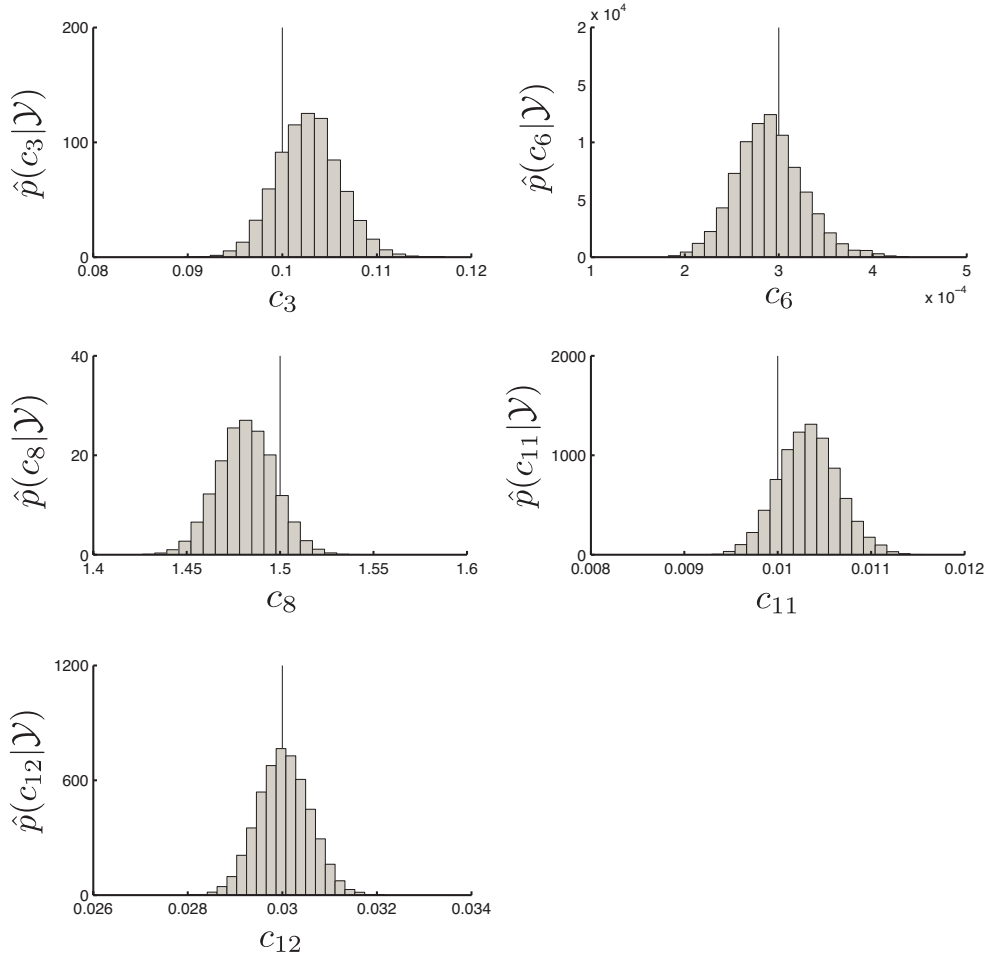 x 10⁴
200
100
0
p̂(c₃|𝒴)
0.08 0.09 0.1 0.11 0.12
c₃
2
5
1
5
0
p̂(c₆|𝒴)
1 2 3 4 5
x 10⁻⁴
c₆
40
20
0
p̂(c₈|𝒴)
1.4 1.45 1.5 1.55 1.6
c₈
2000
1000
0
p̂(c₁₁|𝒴)
0.008 0.009 0.01 0.011 0.012
c₁₁
1200
600
0
p̂(c₁₂|𝒴)
0.026 0.028 0.03 0.032 0.034
c₁₂